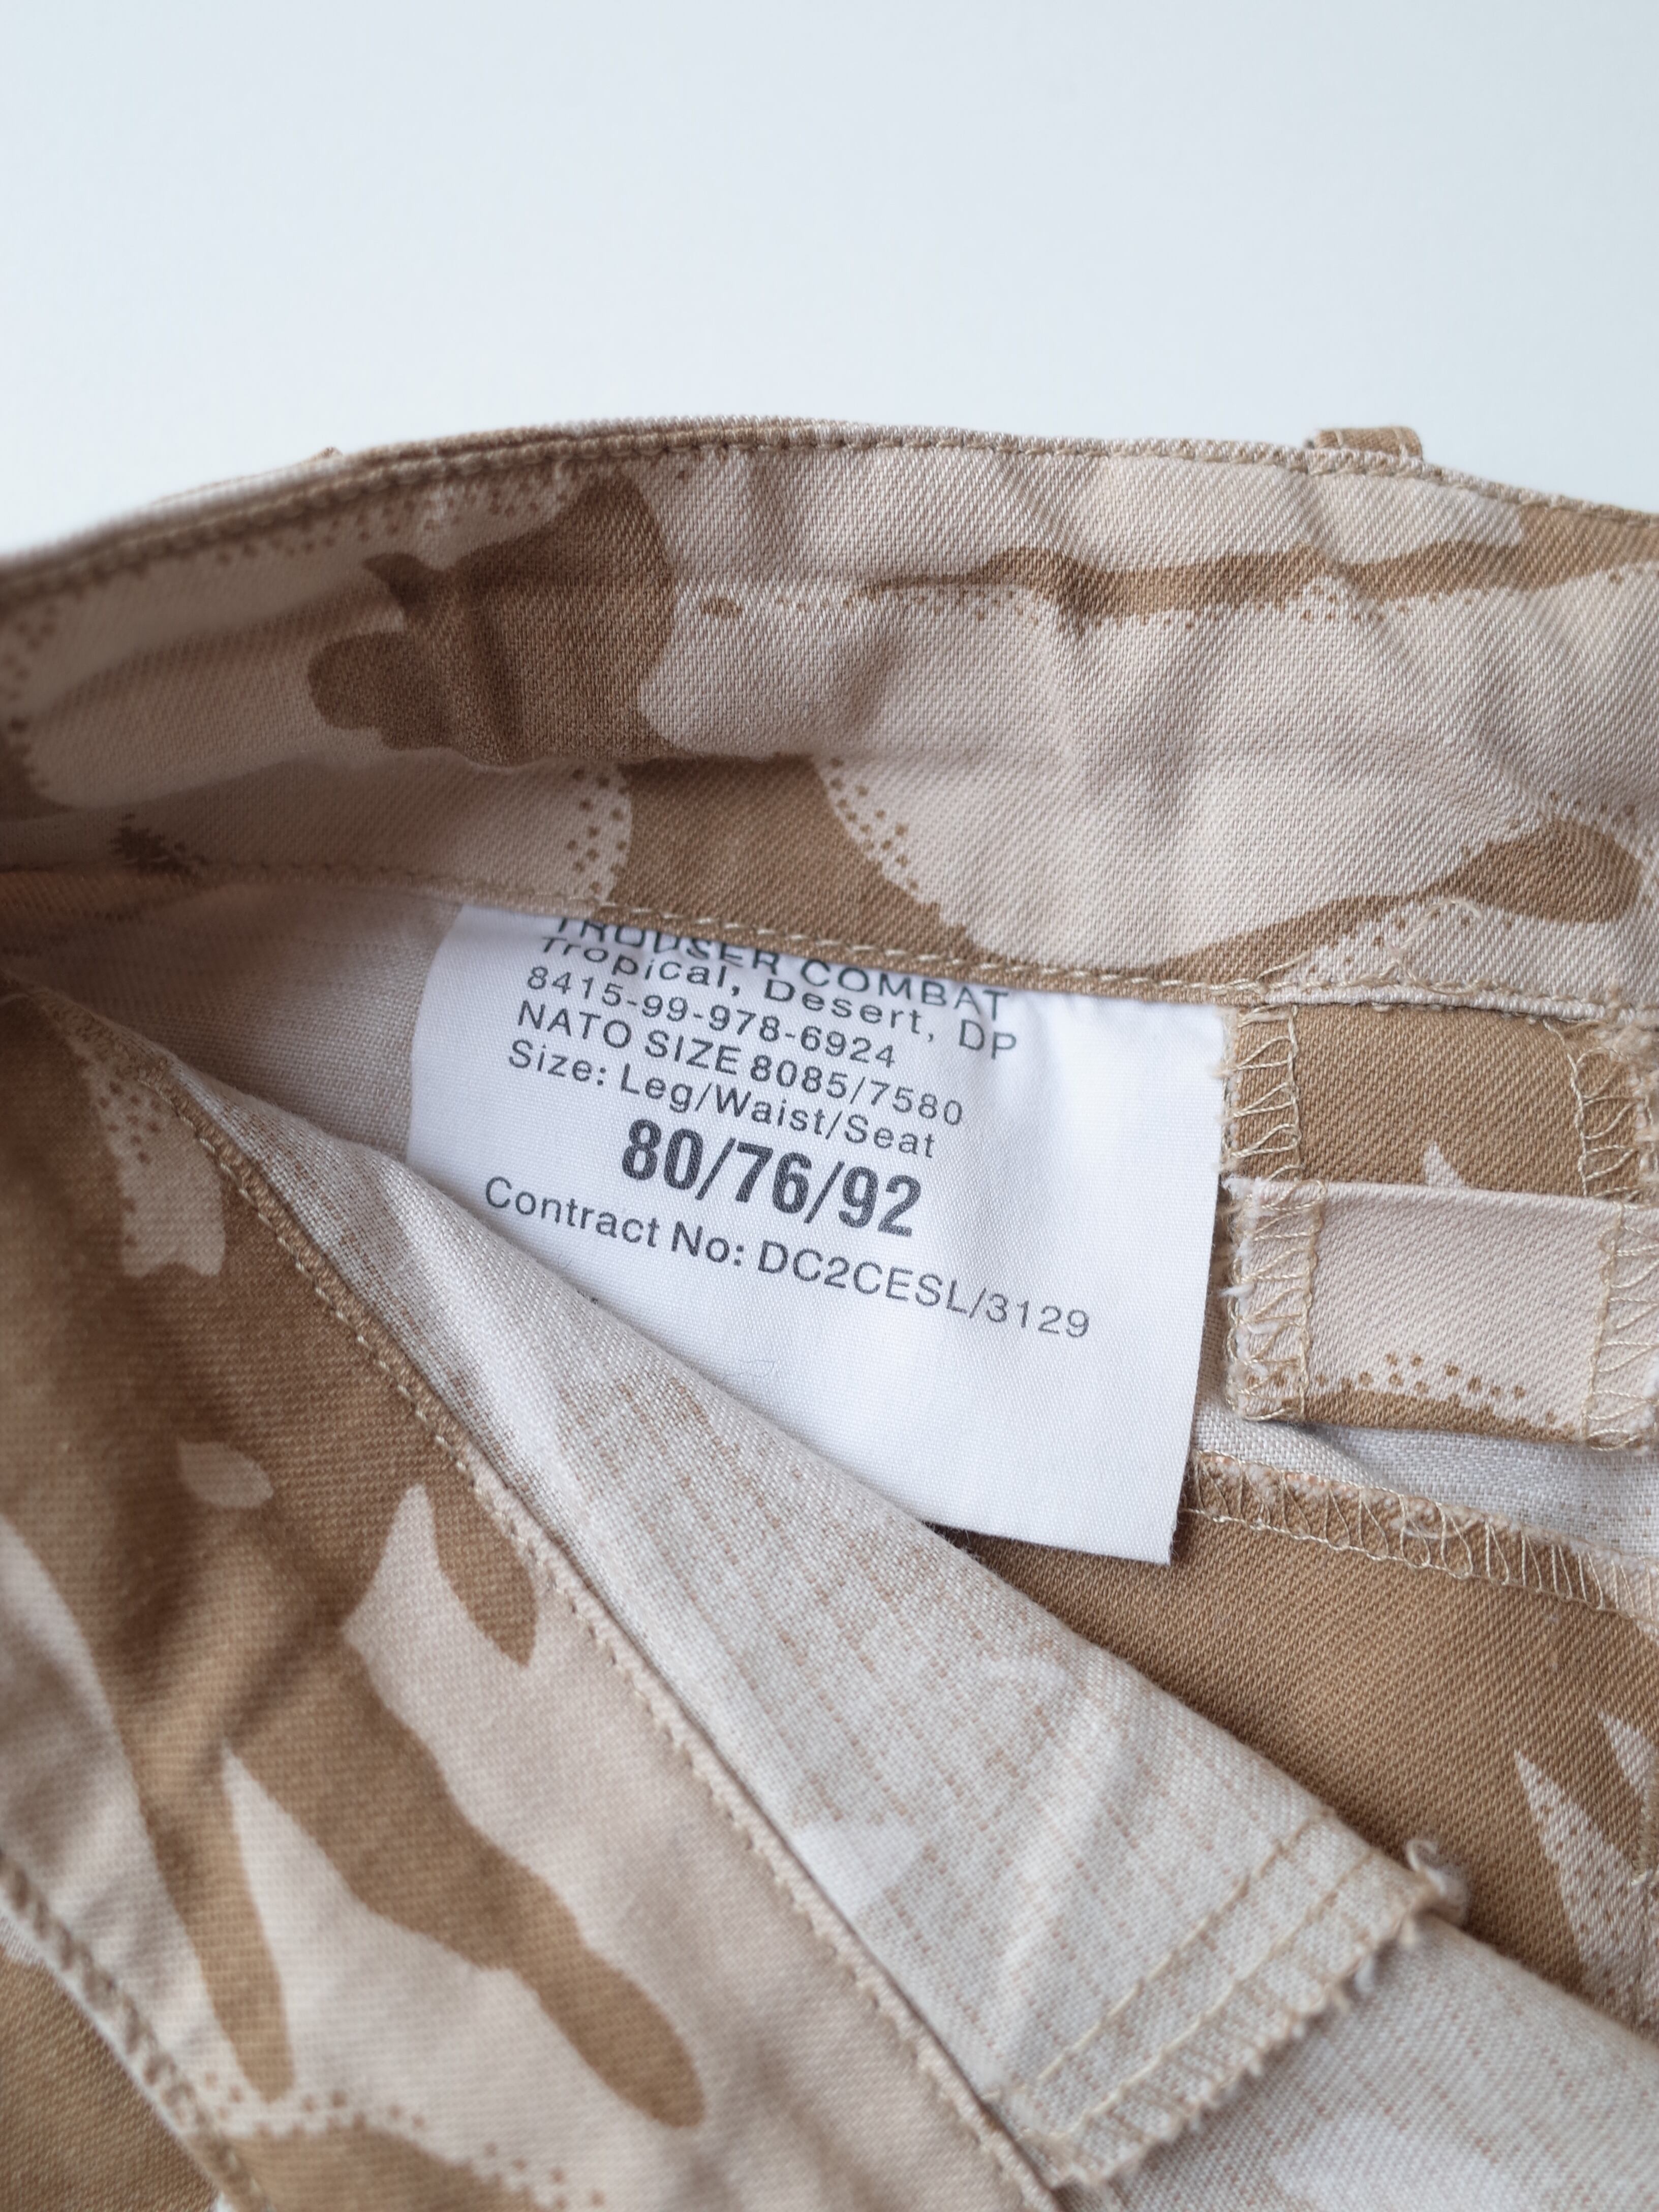 TROUSER COMBAT
Tropical, Desert, DP
8415-99-978-6924
NATO SIZE 8085/7580
Size: Leg/Waist/Seat
80/76/92
Contract No: DC2CESL/3129